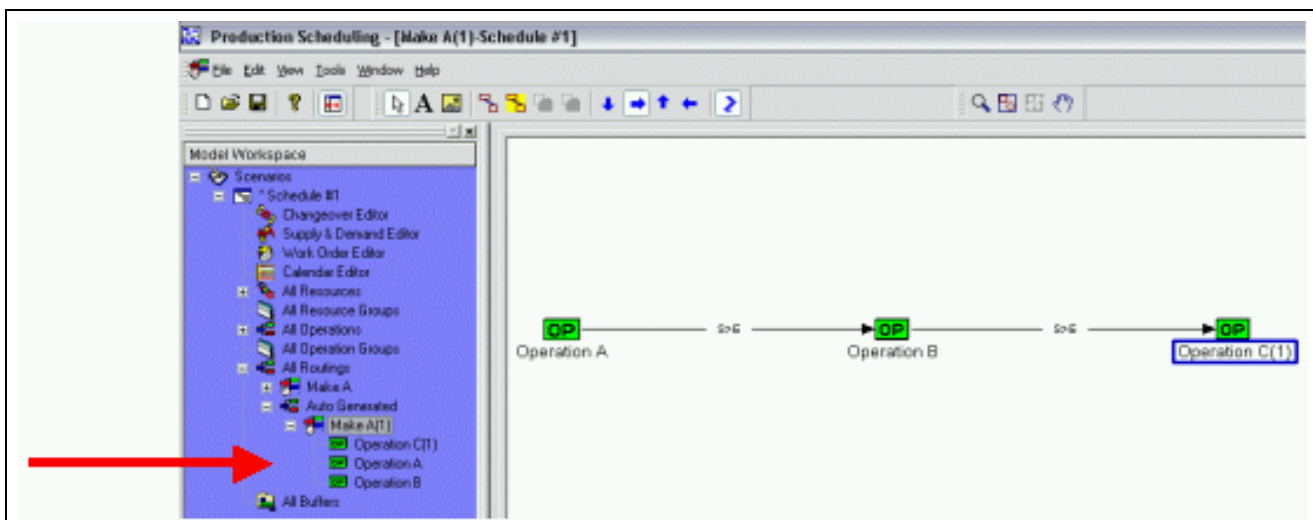 Production Scheduling - [Make A(1)-Schedule #1]
File Edit View Tools Window Help
Model Workspace
Scenarios
* Schedule #1
Changeover Editor
Supply & Demand Editor
Work Order Editor
Calendar Editor
All Resources
All Resource Groups
All Operations
All Operation Groups
All Routings
Make A
Auto Generated
Make A(1)
OP Operation C(1)
OP Operation A
OP Operation B
All Buffers
OP OP OP
Operation A Operation B Operation C(1)